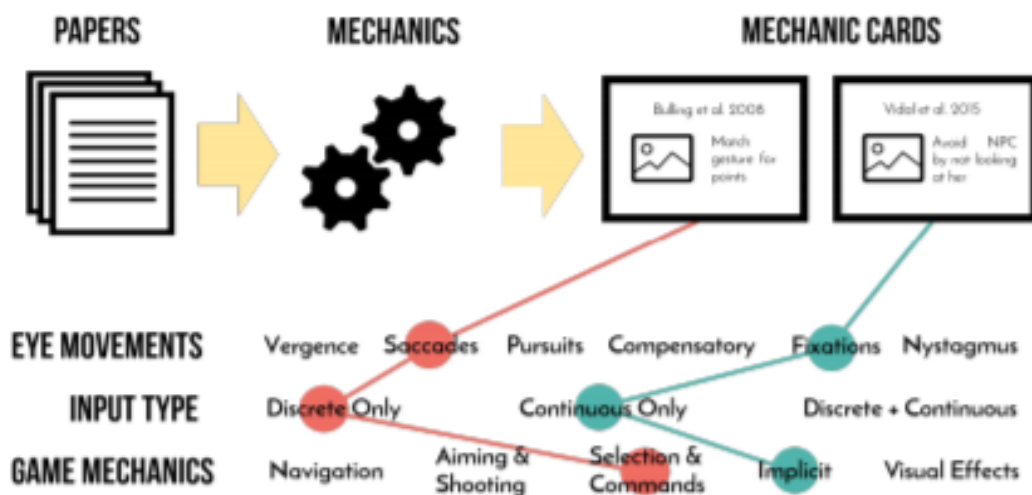 PAPERS
MECHANICS
MECHANIC CARDS
Bulling et al. 2008
Match
gesture for
points
Vidal et al. 2015
Avoid NPC
by not looking
at her
EYE MOVEMENTS
Vergence Saccades Pursuits Compensatory Fixations Nystagmus
INPUT TYPE
Discrete Only Continuous Only Discrete + Continuous
GAME MECHANICS
Navigation
Aiming &
Shooting
Selection &
Commands
Implicit
Visual Effects